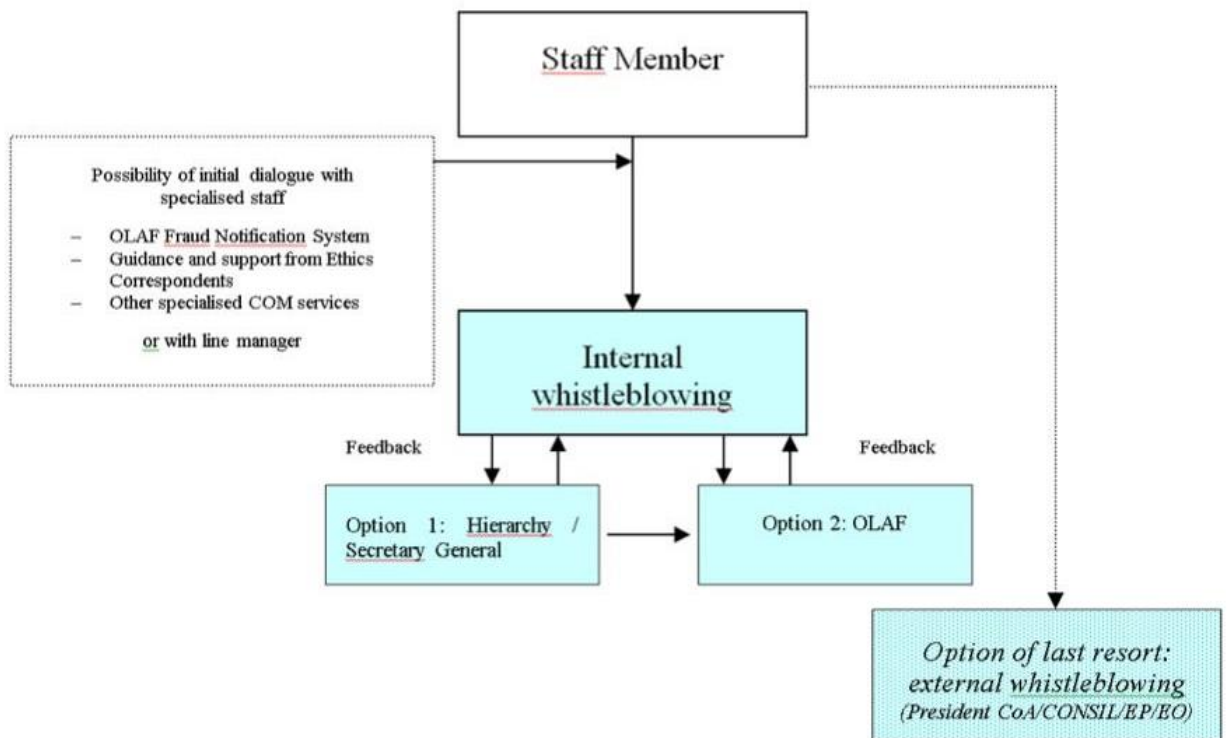 Staff Member
Possibility of initial dialogue with
specialised staff
– OLAF Fraud Notification System
– Guidance and support from Ethics
Correspondents
– Other specialised COM services
or with line manager
Internal
whistleblowing
Feedback
Feedback
Option 1: Hierarchy /
Secretary General
Option 2: OLAF
Option of last resort:
external whistleblowing
(President CoA/CONSIL/EP/EO)